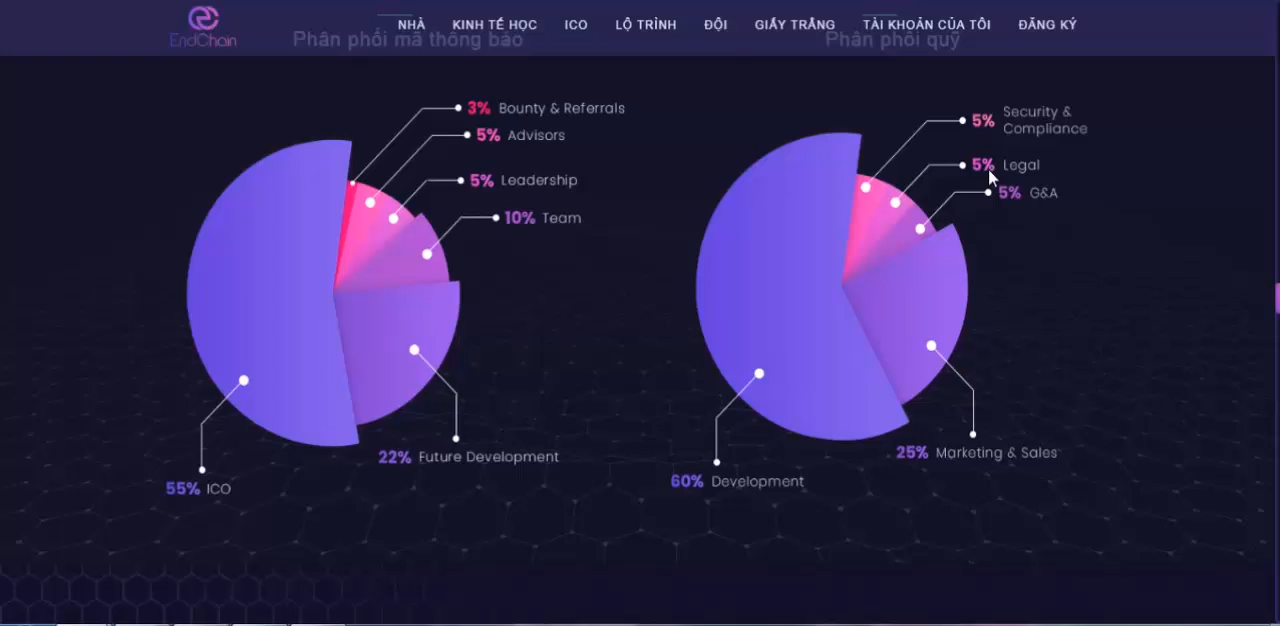 EndChain
NHÀ KINH TẾ HỌC ICO LỘ TRÌNH ĐỘI GIẤY TRẮNG TÀI KHOẢN CỦA TÔI ĐĂNG KÝ
Phân phối mã thông báo
3% Bounty & Referrals
5% Advisors
5% Leadership
10% Team
22% Future Development
55% ICO
Phân phối quỹ
5% Security &
Compliance
5% Legal
5% G&A
25% Marketing & Sales
60% Development